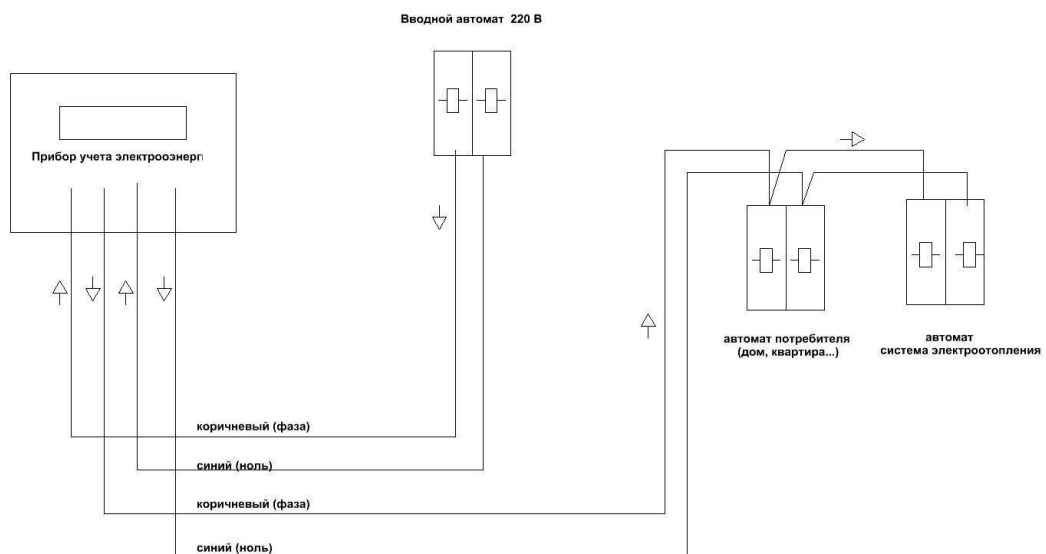 Вводной автомат 220 В
Прибор учета электрооэнерг
автомат потребителя
(дом, квартира...)
автомат
система электроотопления
коричневый (фаза)
синий (ноль)
коричневый (фаза)
синий (ноль)